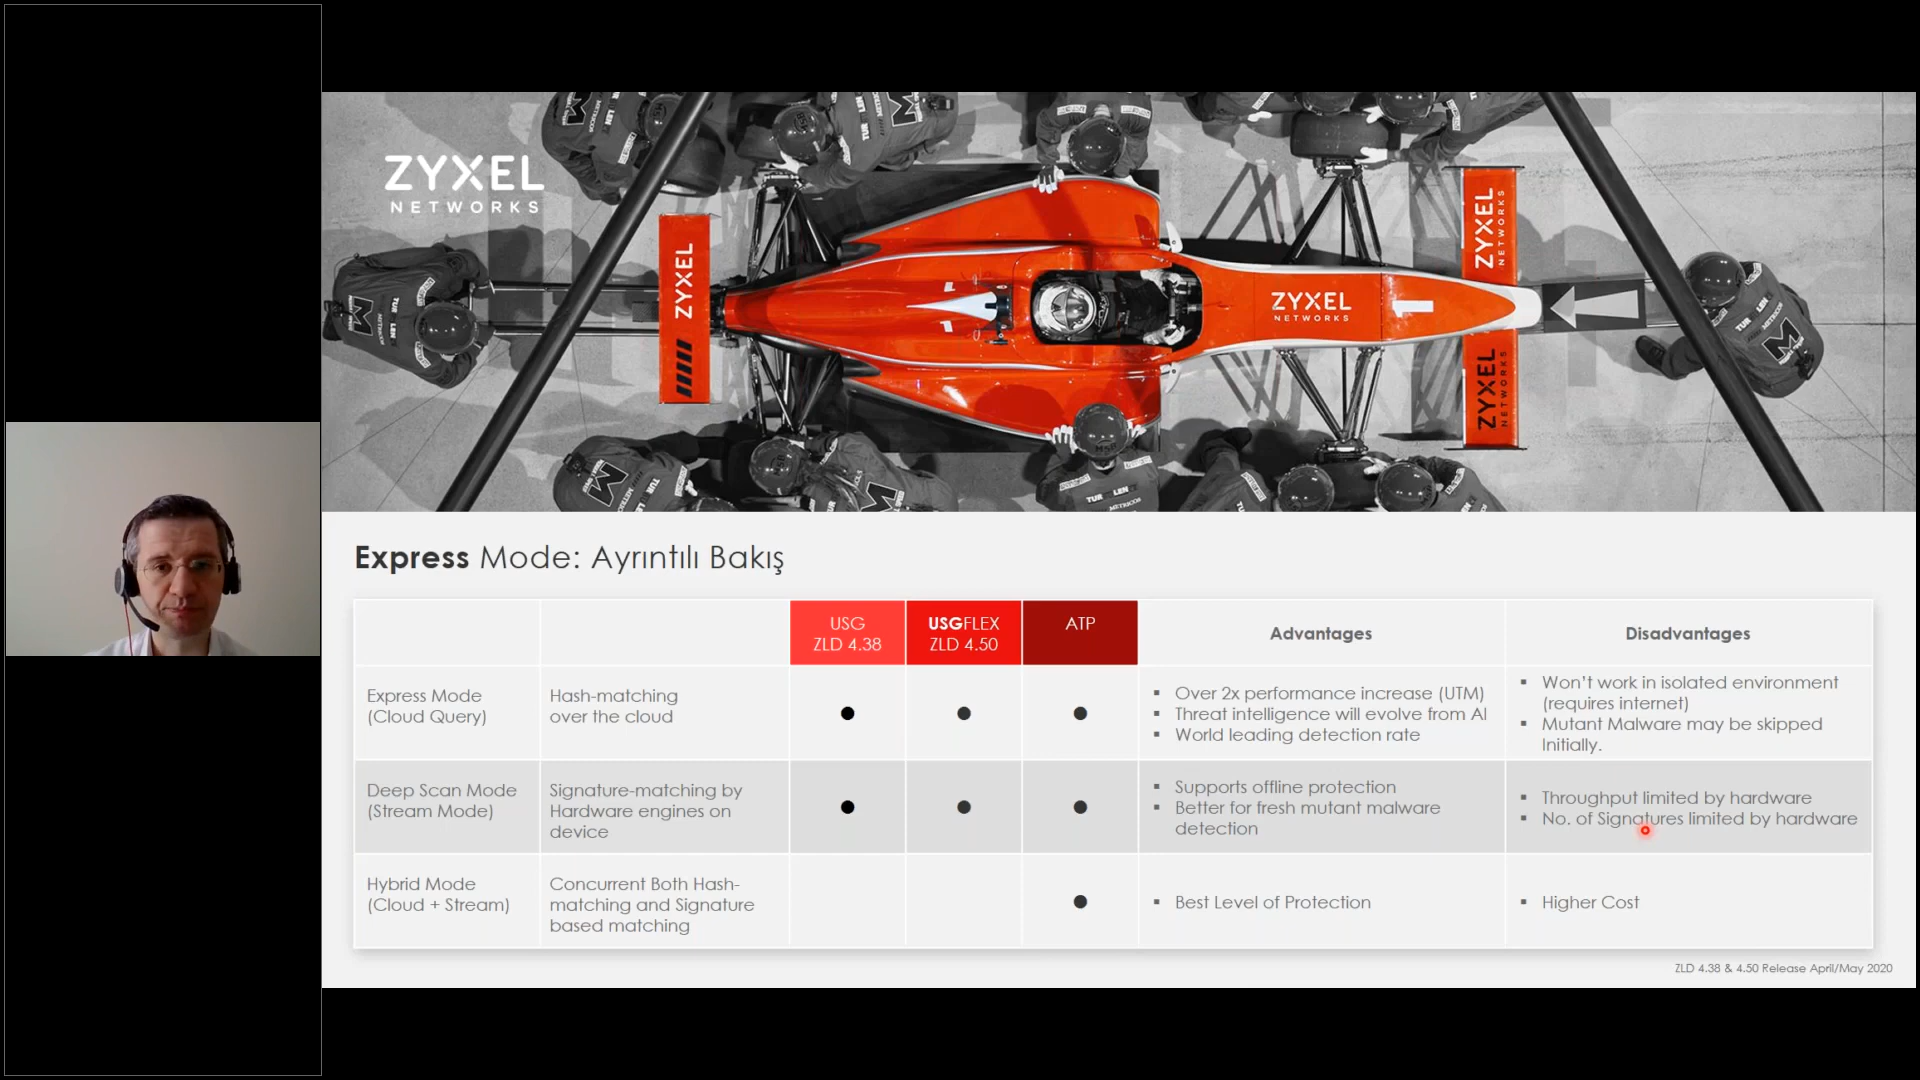 ZYXEL
NETWORKS
ZYXEL
ZYXEL
NETWORKS
1
ZYXEL
NETWORKS
ZYXEL
NETWORKS
Express Mode: Ayrıntılı Bakış
USG
ZLD 4.38
USGFLEX
ZLD 4.50
ATP
Advantages
Disadvantages
Express Mode
(Cloud Query)
Hash-matching
over the cloud
● ● ●
▪ Over 2x performance increase (UTM)
▪ Threat intelligence will evolve from AI
▪ World leading detection rate
▪ Won't work in isolated environment
(requires internet)
▪ Mutant Malware may be skipped
Initially.
Deep Scan Mode
(Stream Mode)
Signature-matching by
Hardware engines on
device
● ● ●
▪ Supports offline protection
▪ Better for fresh mutant malware
detection
▪ Throughput limited by hardware
▪ No. of Signatures limited by hardware
Hybrid Mode
(Cloud + Stream)
Concurrent Both Hash-
matching and Signature
based matching
●
▪ Best Level of Protection
▪ Higher Cost
ZLD 4.38 & 4.50 Release April/May 2020